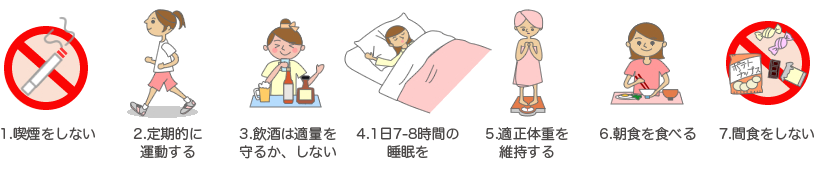 ポテト
チップス
1.喫煙をしない
2.定期的に
運動する
3.飲酒は適量を
守るか、しない
4.1日7-8時間の
睡眠を
5.適正体重を
維持する
6.朝食を食べる
7.間食をしない